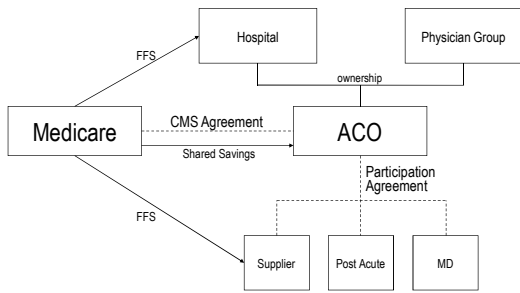 Hospital
Physician Group
FFS
ownership
Medicare
CMS Agreement
ACO
Shared Savings
Participation
Agreement
FFS
Supplier
Post Acute
MD